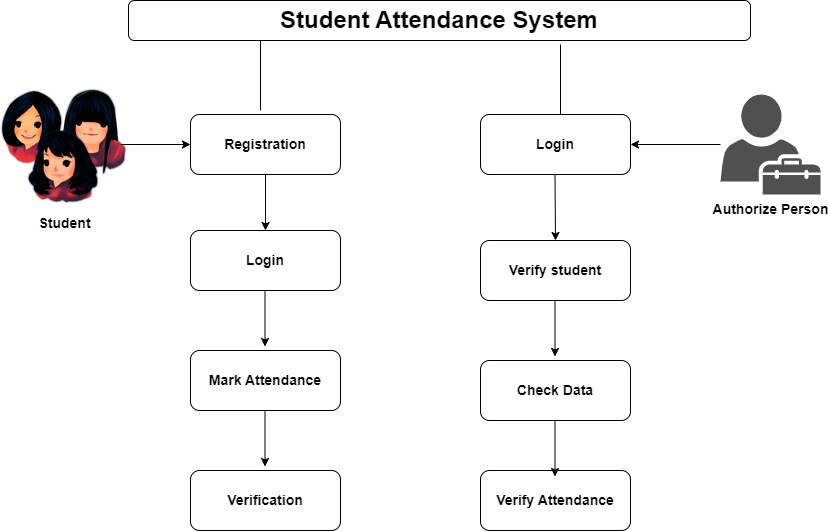 Student Attendance System
Registration
Login
Student
Authorize Person
Login
Verify student
Mark Attendance
Check Data
Verification
Verify Attendance